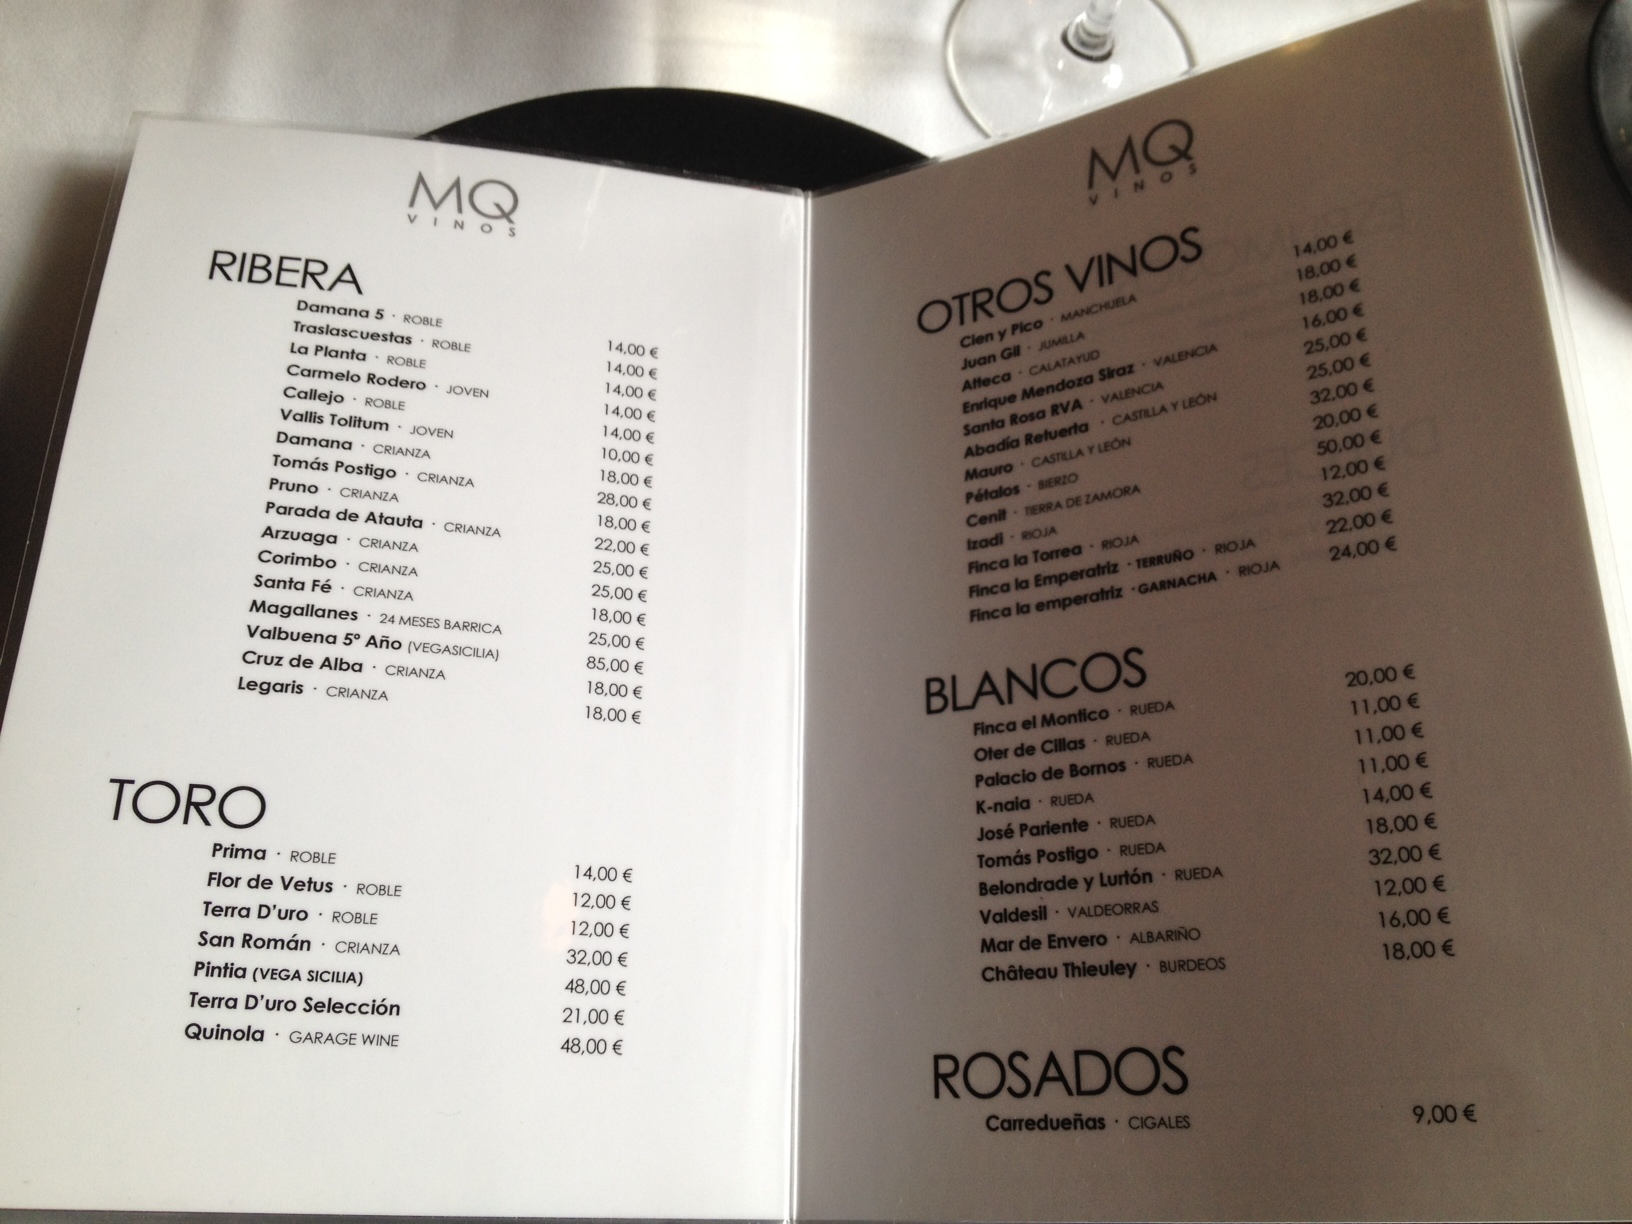 MQ
VINOS
RIBERA
Damana 5 · ROBLE 14,00 €
Traslascuestas · ROBLE 14,00 €
La Planta · ROBLE 14,00 €
Carmelo Rodero · JOVEN 14,00 €
Callejo · ROBLE 14,00 €
Vallis Tolitum · JOVEN 10,00 €
Damana · CRIANZA 18,00 €
Tomás Postigo · CRIANZA 28,00 €
Pruno · CRIANZA 18,00 €
Parada de Atauta · CRIANZA 22,00 €
Arzuaga · CRIANZA 25,00 €
Corimbo · CRIANZA 25,00 €
Santa Fé · CRIANZA 18,00 €
Magallanes · 24 MESES BARRICA 25,00 €
Valbuena 5º Año (VEGASICILIA) 85,00 €
Cruz de Alba · CRIANZA 18,00 €
Legaris · CRIANZA 18,00 €
TORO
Prima · ROBLE 14,00 €
Flor de Vetus · ROBLE 12,00 €
Terra D'uro · ROBLE 12,00 €
San Román · CRIANZA 32,00 €
Pintia (VEGA SICILIA) 48,00 €
Terra D'uro Selección 21,00 €
Quinola · GARAGE WINE 48,00 €
MQ
VINOS
OTROS VINOS
Cien y Pico · MANCHUELA 14,00 €
Juan Gil · JUMILLA 18,00 €
Atteca · CALATAYUD 18,00 €
Enrique Mendoza Siraz · VALENCIA 16,00 €
Santa Rosa RVA · VALENCIA 25,00 €
Abadía Retuerta · CASTILLA Y LEÓN 25,00 €
Mauro · CASTILLA Y LEÓN 32,00 €
Pétalos · BIERZO 20,00 €
Cenit · TIERRA DE ZAMORA 50,00 €
Izadi · RIOJA 12,00 €
Finca la Torrea · RIOJA 32,00 €
Finca la Emperatriz · TERRUÑO · RIOJA 22,00 €
Finca la emperatriz · GARNACHA · RIOJA 24,00 €
BLANCOS
Finca el Montico · RUEDA 20,00 €
Oter de Cillas · RUEDA 11,00 €
Palacio de Bornos · RUEDA 11,00 €
K-naia · RUEDA 11,00 €
José Pariente · RUEDA 14,00 €
Tomás Postigo · RUEDA 18,00 €
Belondrade y Lurtón · RUEDA 32,00 €
Valdesil · VALDEORRAS 12,00 €
Mar de Envero · ALBARIÑO 16,00 €
Château Thieuley · BURDEOS 18,00 €
ROSADOS
Carredueñas · CIGALES 9,00 €